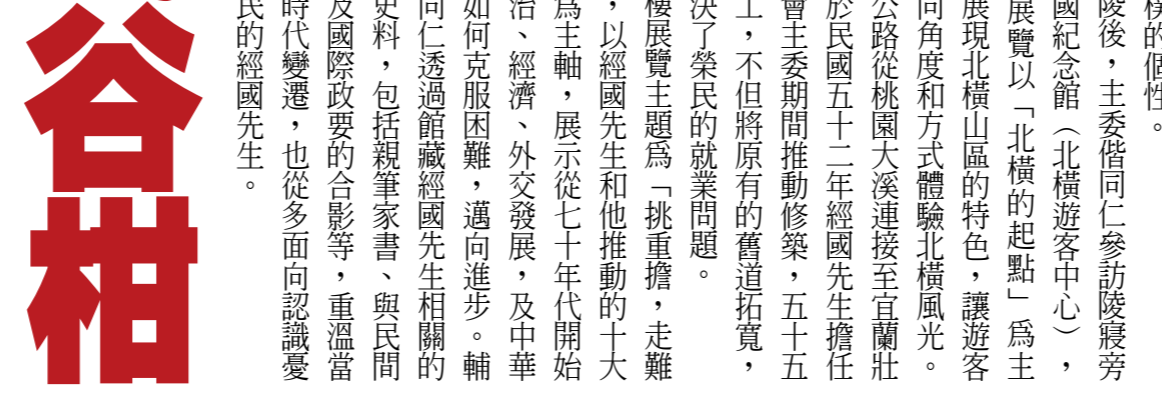 樸的個性。
陵後，主委偕同仁參訪陵寢旁
國紀念館（北橫遊客中心），
展覽以「北橫的起點」爲主
展現北橫山區的特色，讓遊客
同角度和方式體驗北橫風光。
公路從桃園大溪連接至宜蘭壯
於民國五十二年經國先生擔任
會主委期間推動修築，五十五
工，不但將原有的舊道拓寬，
決了榮民的就業問題。
樓展覽主題爲「挑重擔，走難
，以經國先生和他推動的十大
爲主軸，展示從七十年代開始
治、經濟、外交發展，及中華
如何克服困難，邁向進步。輔
同仁透過館藏經國先生相關的
史料，包括親筆家書、與民間
及國際政要的合影等，重溫當
時代變遷，也從多面向認識憂
民的經國先生。
谷柑